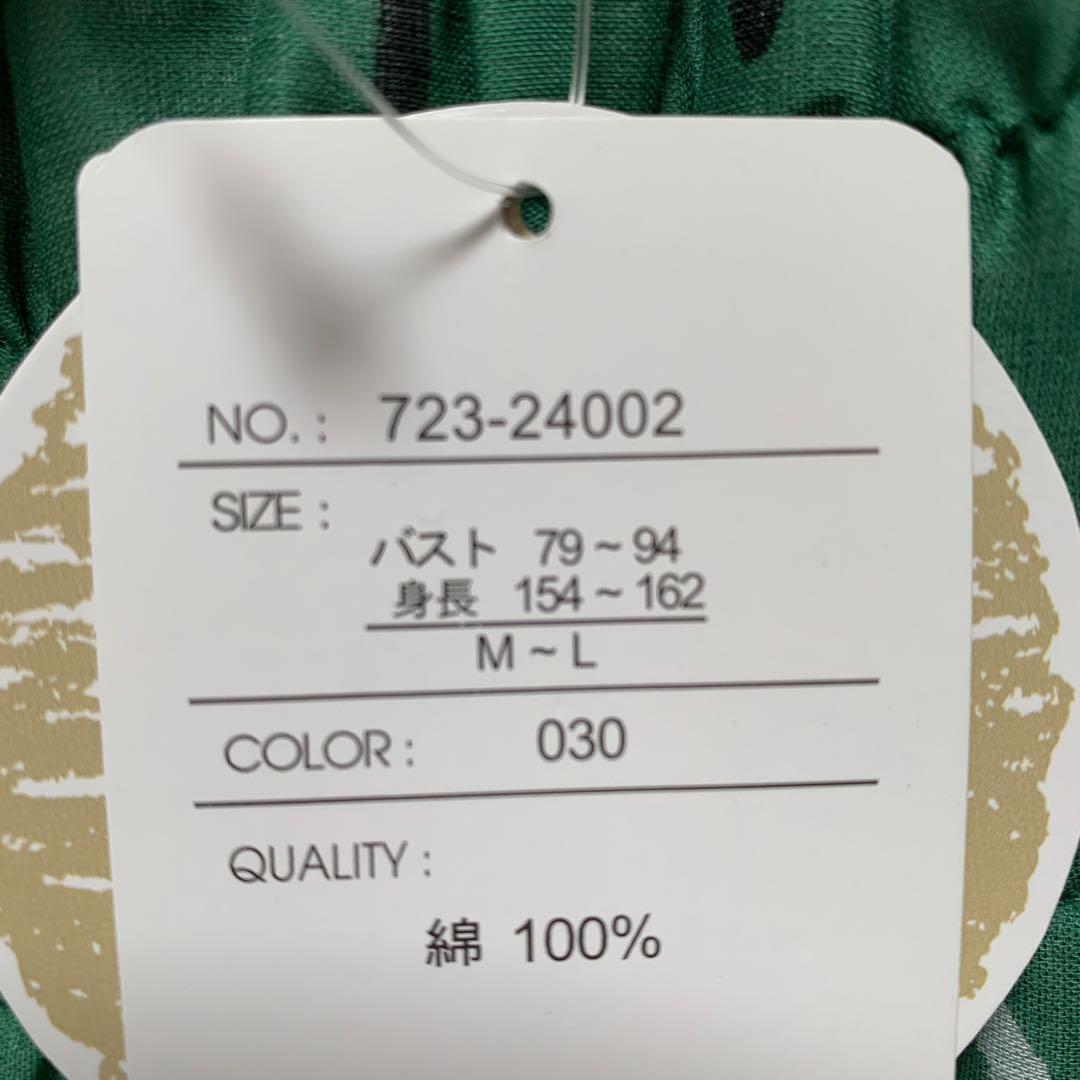 NO.: 723-24002
SIZE:
バスト 79~94
身長 154~162
M~L
COLOR: 030
QUALITY:
綿 100%